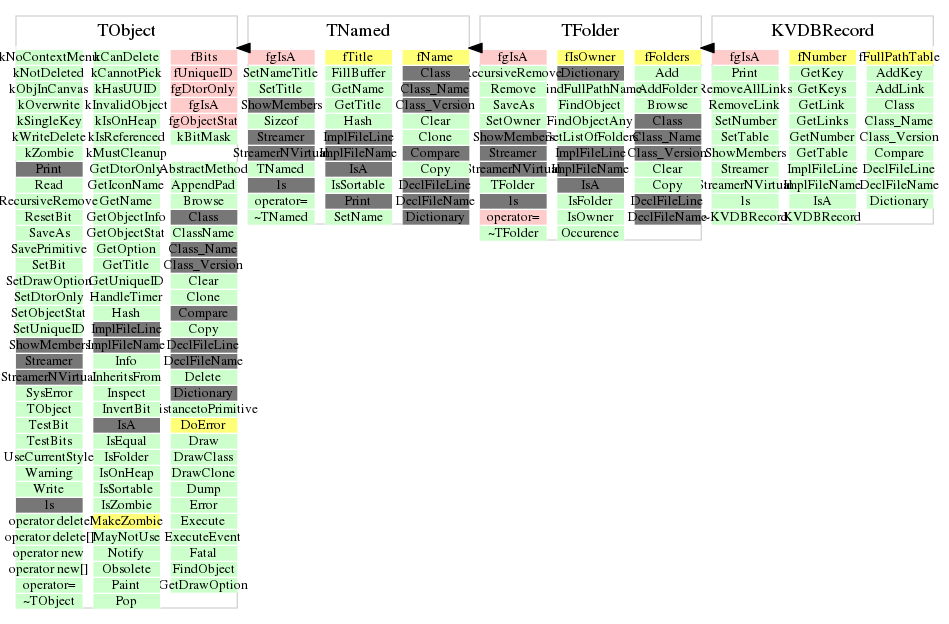 TObject
kNoContextMenu kCanDelete fBits
kNotDeleted kCannotPick fUniqueID
kObjInCanvas kHasUUID fgDtorOnly
kOverwrite kInvalidObject fgIsA
kSingleKey kIsOnHeap fgObjectStat
kWriteDelete kIsReferenced kBitMask
kZombie kMustCleanup
Print GetDtorOnly AbstractMethod
Read GetIconName AppendPad
RecursiveRemove GetName Browse
ResetBit GetObjectInfo Class
SaveAs GetObjectStat ClassName
SavePrimitive GetOption Class_Name
SetBit GetTitle Class_Version
SetDrawOption GetUniqueID Clear
SetDtorOnly HandleTimer Clone
SetObjectStat Hash Compare
SetUniqueID ImplFileLine Copy
ShowMembers ImplFileName DeclFileLine
Streamer Info DeclFileName
StreamerNVirtual InheritsFrom Delete
SysError Inspect Dictionary
TObject InvertBit istancetoPrimitive
TestBit IsA DoError
TestBits IsEqual Draw
UseCurrentStyle IsFolder DrawClass
Warning IsOnHeap DrawClone
Write IsSortable Dump
ls IsZombie Error
operator delete MakeZombie Execute
operator delete[] MayNotUse ExecuteEvent
operator new Notify Fatal
operator new[] Obsolete FindObject
operator= Paint GetDrawOption
~TObject Pop
TNamed
fgIsA fTitle fName
SetNameTitle FillBuffer Class
SetTitle GetName Class_Name
ShowMembers GetTitle Class_Version
Sizeof Hash Clear
Streamer ImplFileLine Clone
StreamerNVirtual ImplFileName Compare
TNamed IsA Copy
ls IsSortable DeclFileLine
operator= Print DeclFileName
~TNamed SetName Dictionary
TFolder
fgIsA fIsOwner fFolders
RecursiveRemove Dictionary Add
Remove indFullPathName AddFolder
SaveAs FindObject Browse
SetOwner FindObjectAny Class
ShowMembers GetListOfFolders Class_Name
Streamer ImplFileLine Class_Version
StreamerNVirtual ImplFileName Clear
TFolder IsA Copy
ls IsFolder DeclFileLine
operator= IsOwner DeclFileName
~TFolder Occurence
KVDBRecord
fgIsA fNumber fFullPathTable
Print GetKey AddKey
RemoveAllLinks GetKeys AddLink
RemoveLink GetLink Class
SetNumber GetLinks Class_Name
SetTable GetNumber Class_Version
ShowMembers GetTable Compare
Streamer ImplFileLine DeclFileLine
StreamerNVirtual ImplFileName DeclFileName
ls IsA Dictionary
~KVDBRecord KVDBRecord